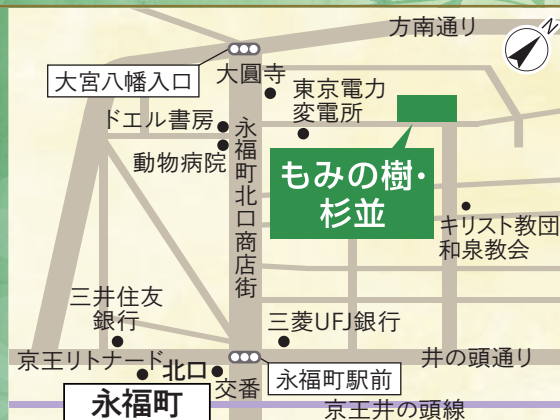 方南通り
N
大宮八幡入口
大圓寺
東京電力
変電所
ドエル書房
動物病院
永福町北口商店街
もみの樹・
杉並
キリスト教団
和泉教会
三井住友
銀行
三菱UFJ銀行
京王リトナード
北口
交番
永福町駅前
井の頭通り
永福町
京王井の頭線